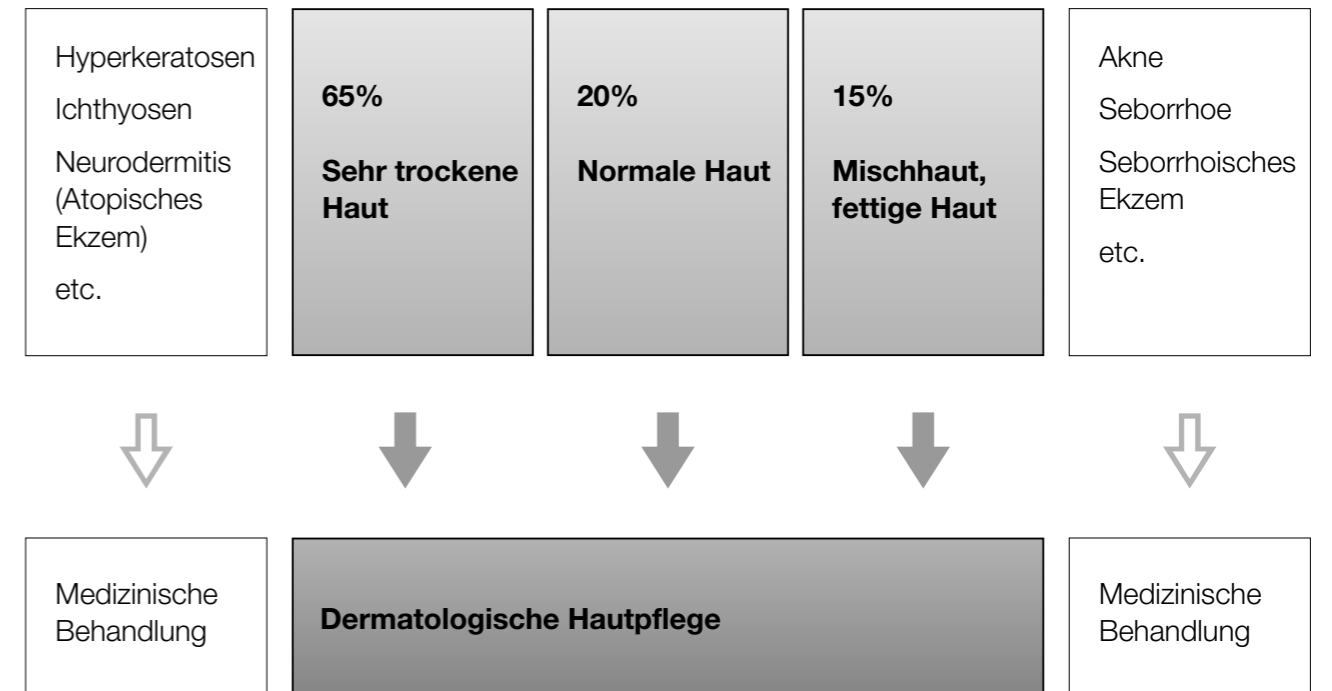 Hyperkeratosen
Ichthyosen
Neurodermitis
(Atopisches
Ekzem)
etc.
65%
Sehr trockene
Haut
20%
Normale Haut
15%
Mischhaut,
fettige Haut
Akne
Seborrhoe
Seborrhoisches
Ekzem
etc.
Medizinische
Behandlung
Dermatologische Hautpflege
Medizinische
Behandlung